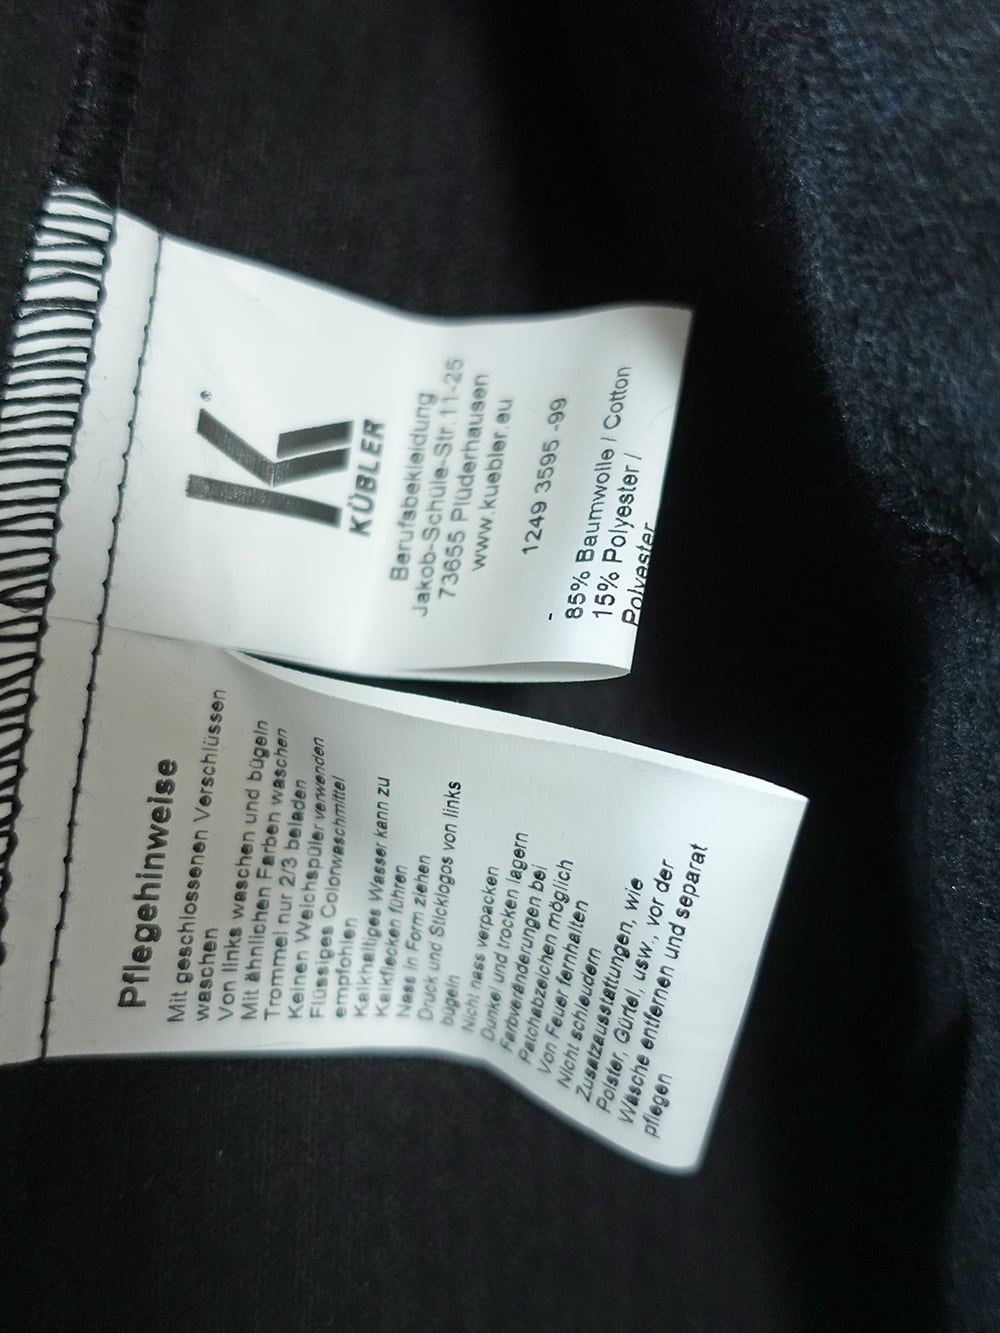 K®
KÜBLER
Berufsbekleidung
Jakob-Schüle-Str.11-25
73655 Plüderhausen
www.kuebler.eu
1249 3595 -99
-
85% Baumwolle / Cotton
15% Polyester /
Polyester
Pflegehinweise
Mit geschlossenen Verschlüssen
waschen
Von links waschen und bügeln
Mit ähnlichen Farben waschen
Trommel nur 2/3 beladen
Keinen Weichspüler verwenden
Flüssiges Colorwaschmittel
empfohlen
Kalkhaltiges Wasser kann zu
Kalkflecken führen
Nass in Form ziehen
Druck und Sticklogos von links
bügeln
Nicht nass verpacken
Dunkel und trocken lagern
Farbveränderungen bei
Patchabzeichen möglich
Von Feuer fernhalten
Nicht schleudern
Zusatzausstattungen, wie
Polster, Gürtel, usw., vor der
Wäsche entfernen und separat
pflegen